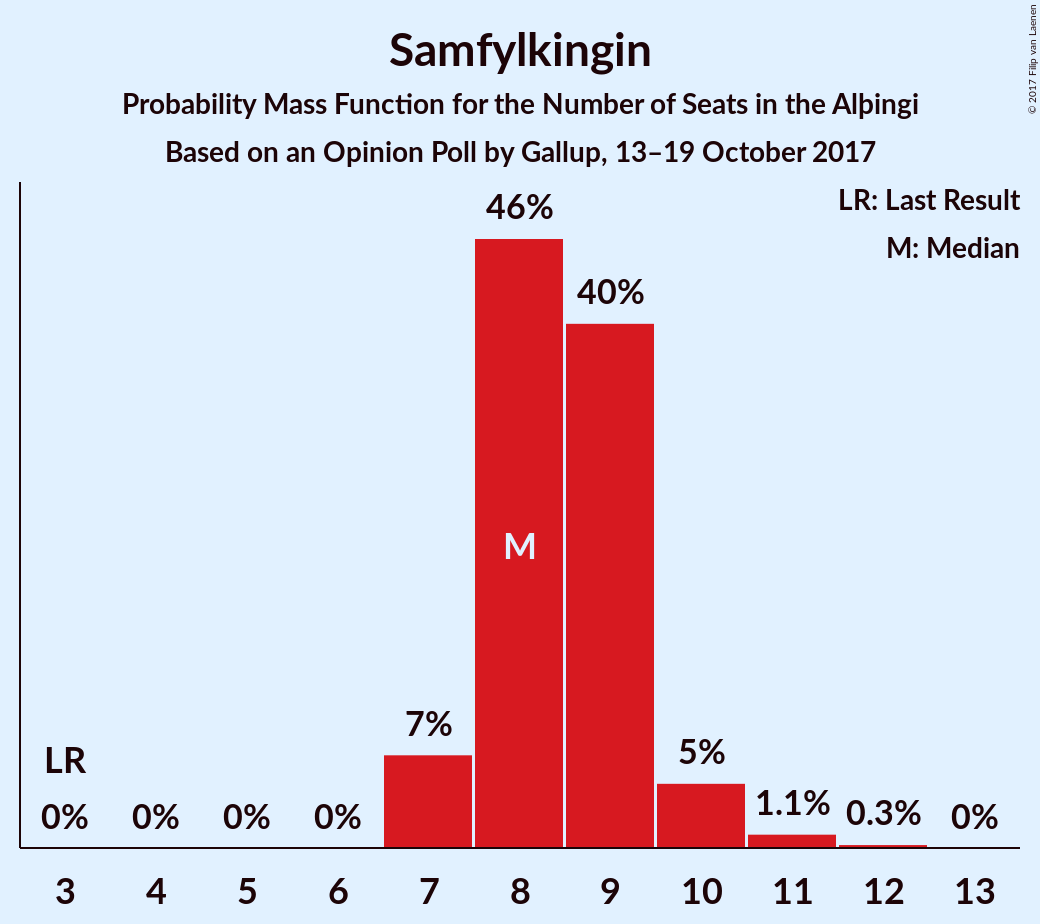 Samfylkingin
Probability Mass Function for the Number of Seats in the Alþingi
Based on an Opinion Poll by Gallup, 13–19 October 2017
© 2017 Filip van Laenen
LR: Last Result
M: Median
46%
40%
M
7%
5%
LR
1.1%
0.3%
0% 0% 0% 0% 0%
3 4 5 6 7 8 9 10 11 12 13